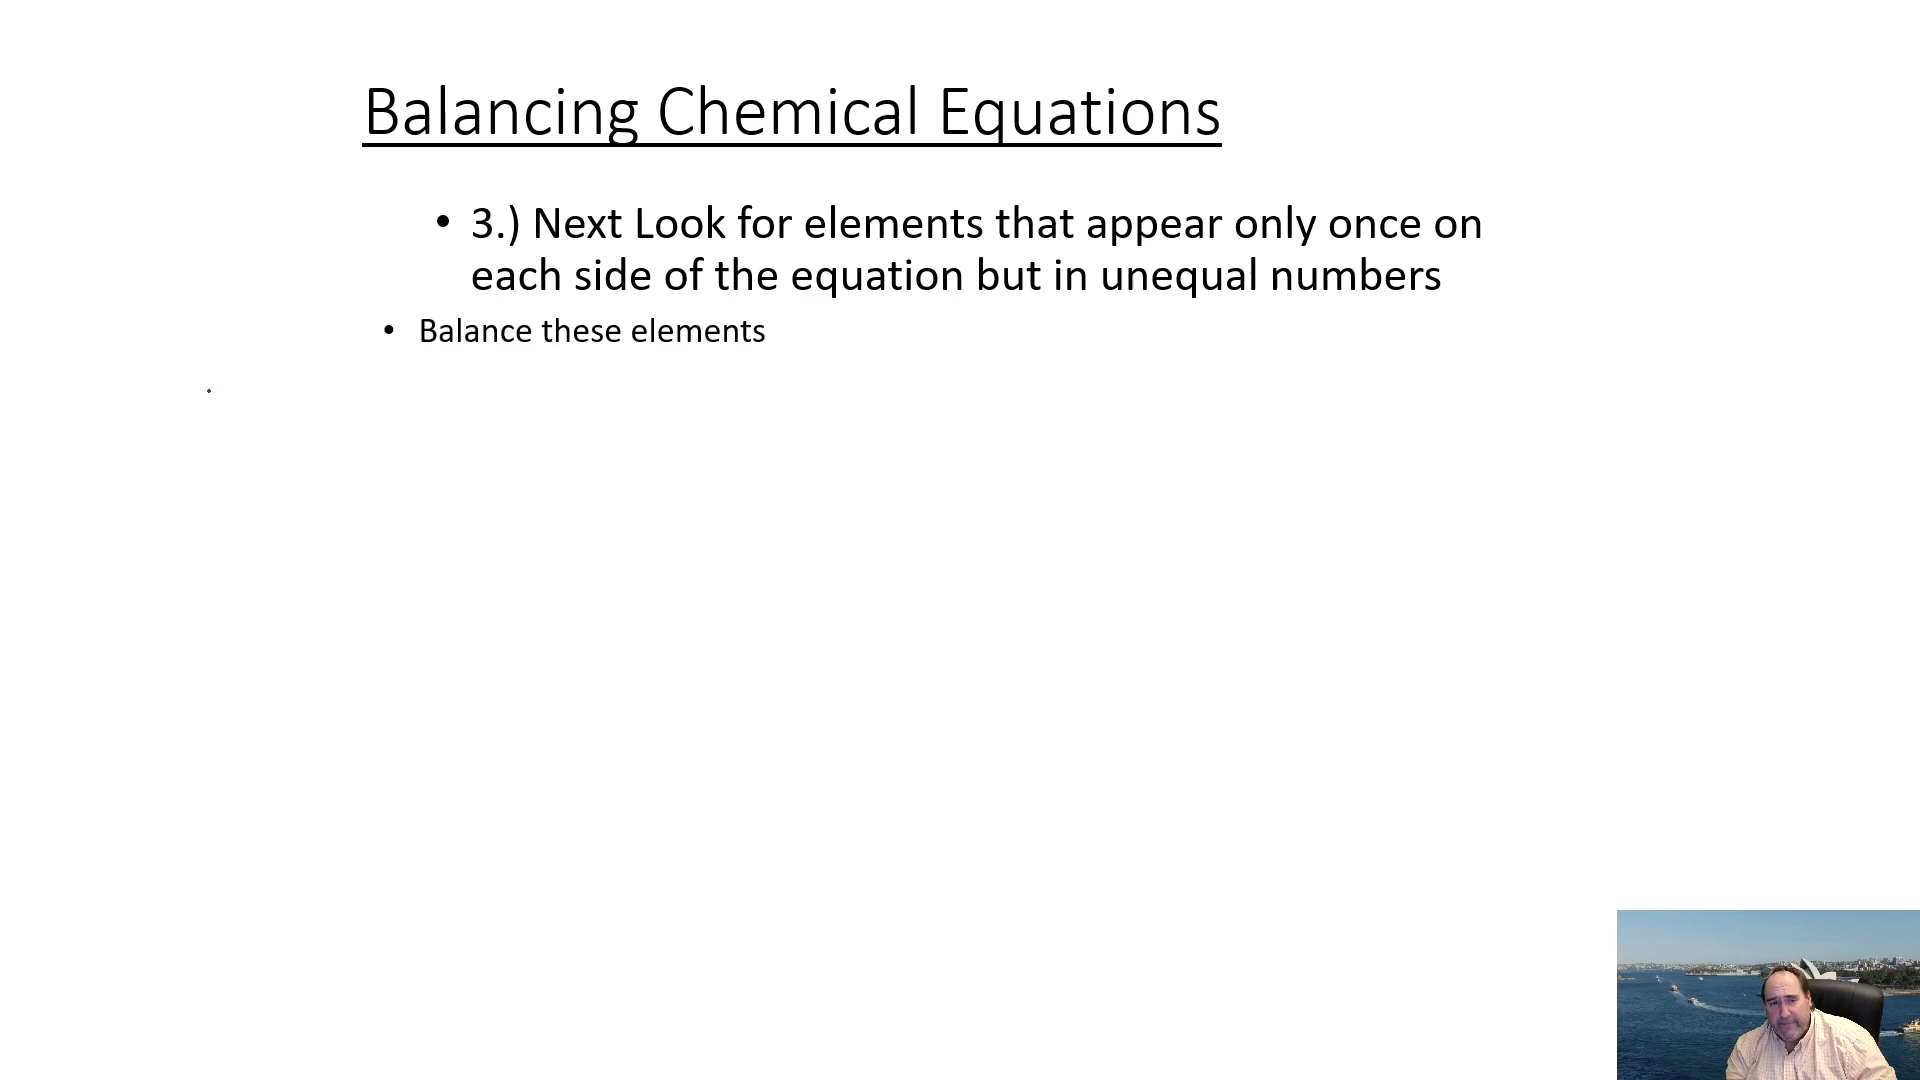 Balancing Chemical Equations
• 3.) Next Look for elements that appear only once on
each side of the equation but in unequal numbers
• Balance these elements